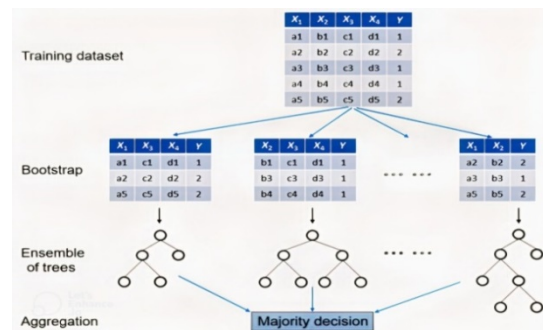 Training dataset
X₁ X₂ X₃ X₄ Y
a1 b1 c1 d1 1
a2 b2 c2 d2 2
a3 b3 c3 d3 1
a4 b4 c4 d4 1
a5 b5 c5 d5 2
Bootstrap
X₁ X₃ X₄ Y
a1 c1 d1 1
a2 c2 d2 2
a5 c5 d5 2
X₂ X₃ X₄ Y
b1 c1 d1 1
b3 c3 d3 1
b4 c4 d4 1
X₁ X₂ Y
a2 b2 2
a3 b3 1
a5 b5 2
Ensemble
of trees
Aggregation
Majority decision